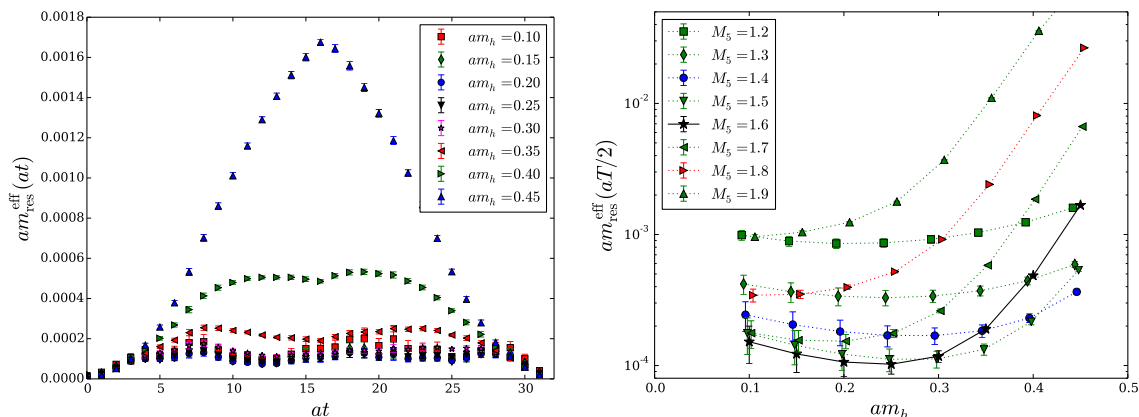 0.0018
0.0016
0.0014
0.0012
0.0010
0.0008
0.0006
0.0004
0.0002
0.0000
am_res^eff(at)
0 5 10 15 20 25 30
at
am_h=0.10
am_h=0.15
am_h=0.20
am_h=0.25
am_h=0.30
am_h=0.35
am_h=0.40
am_h=0.45
10^-2
10^-3
10^-4
am_res^eff(aT/2)
0.0 0.1 0.2 0.3 0.4 0.5
am_h
M_5=1.2
M_5=1.3
M_5=1.4
M_5=1.5
M_5=1.6
M_5=1.7
M_5=1.8
M_5=1.9